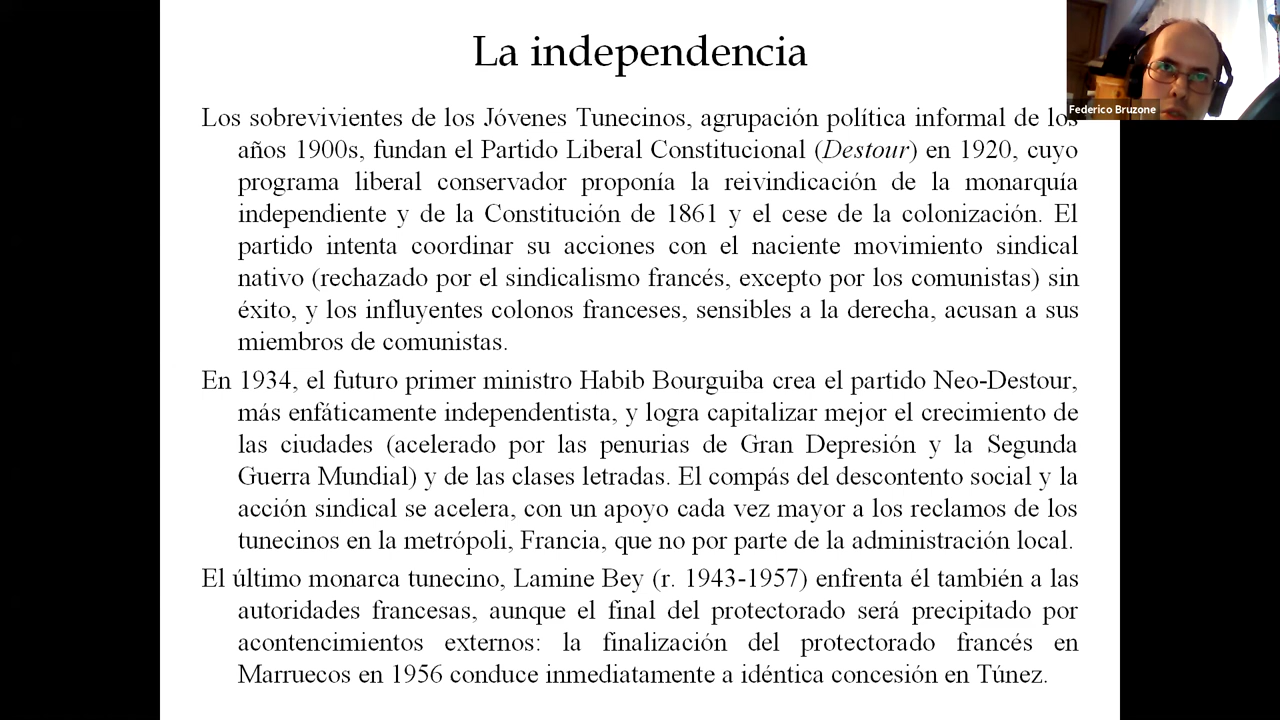 La independencia
Federico Bruzone
Los sobrevivientes de los Jóvenes Tunecinos, agrupación política informal de los
años 1900s, fundan el Partido Liberal Constitucional (Destour) en 1920, cuyo
programa liberal conservador proponía la reivindicación de la monarquía
independiente y de la Constitución de 1861 y el cese de la colonización. El
partido intenta coordinar su acciones con el naciente movimiento sindical
nativo (rechazado por el sindicalismo francés, excepto por los comunistas) sin
éxito, y los influyentes colonos franceses, sensibles a la derecha, acusan a sus
miembros de comunistas.
En 1934, el futuro primer ministro Habib Bourguiba crea el partido Neo-Destour,
más enfáticamente independentista, y logra capitalizar mejor el crecimiento de
las ciudades (acelerado por las penurias de Gran Depresión y la Segunda
Guerra Mundial) y de las clases letradas. El compás del descontento social y la
acción sindical se acelera, con un apoyo cada vez mayor a los reclamos de los
tunecinos en la metrópoli, Francia, que no por parte de la administración local.
El último monarca tunecino, Lamine Bey (r. 1943-1957) enfrenta él también a las
autoridades francesas, aunque el final del protectorado será precipitado por
acontencimientos externos: la finalización del protectorado francés en
Marruecos en 1956 conduce inmediatamente a idéntica concesión en Túnez.